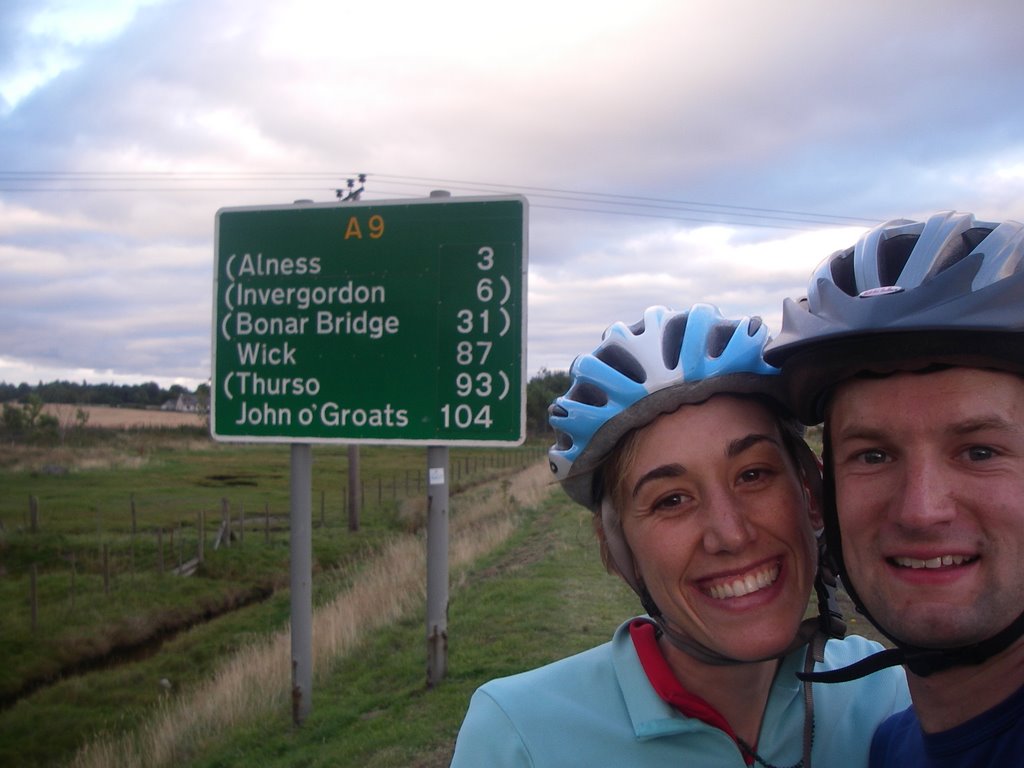 A9
(Alness 3
(Invergordon 6)
(Bonar Bridge 31)
Wick 87
(Thurso 93)
John o'Groats 104